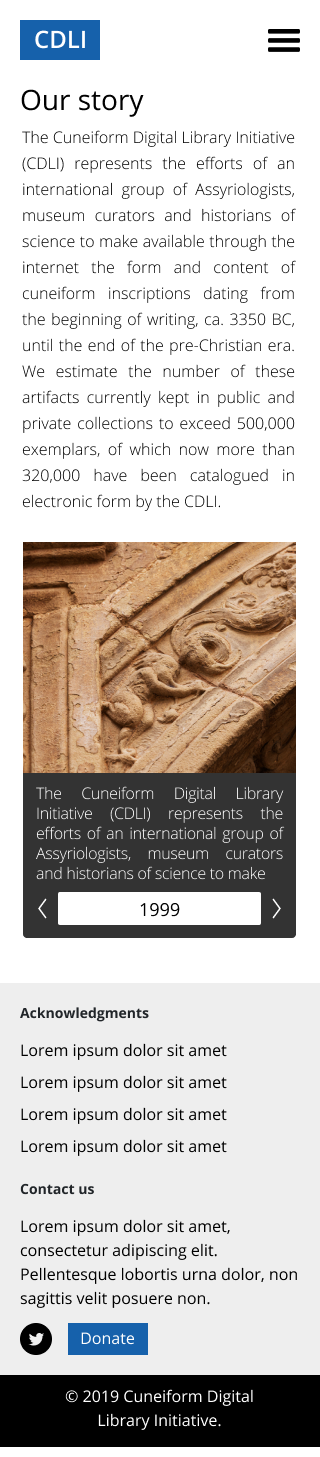 CDLI
Our story
The Cuneiform Digital Library Initiative
(CDLI) represents the efforts of an
international group of Assyriologists,
museum curators and historians of
science to make available through the
internet the form and content of
cuneiform inscriptions dating from
the beginning of writing, ca. 3350 BC,
until the end of the pre-Christian era.
We estimate the number of these
artifacts currently kept in public and
private collections to exceed 500,000
exemplars, of which now more than
320,000 have been catalogued in
electronic form by the CDLI.
The Cuneiform Digital Library
Initiative (CDLI) represents the
efforts of an international group of
Assyriologists, museum curators
and historians of science to make
1999
Acknowledgments
Lorem ipsum dolor sit amet
Lorem ipsum dolor sit amet
Lorem ipsum dolor sit amet
Lorem ipsum dolor sit amet
Contact us
Lorem ipsum dolor sit amet,
consectetur adipiscing elit.
Pellentesque lobortis urna dolor, non
sagittis velit posuere non.
Donate
© 2019 Cuneiform Digital
Library Initiative.